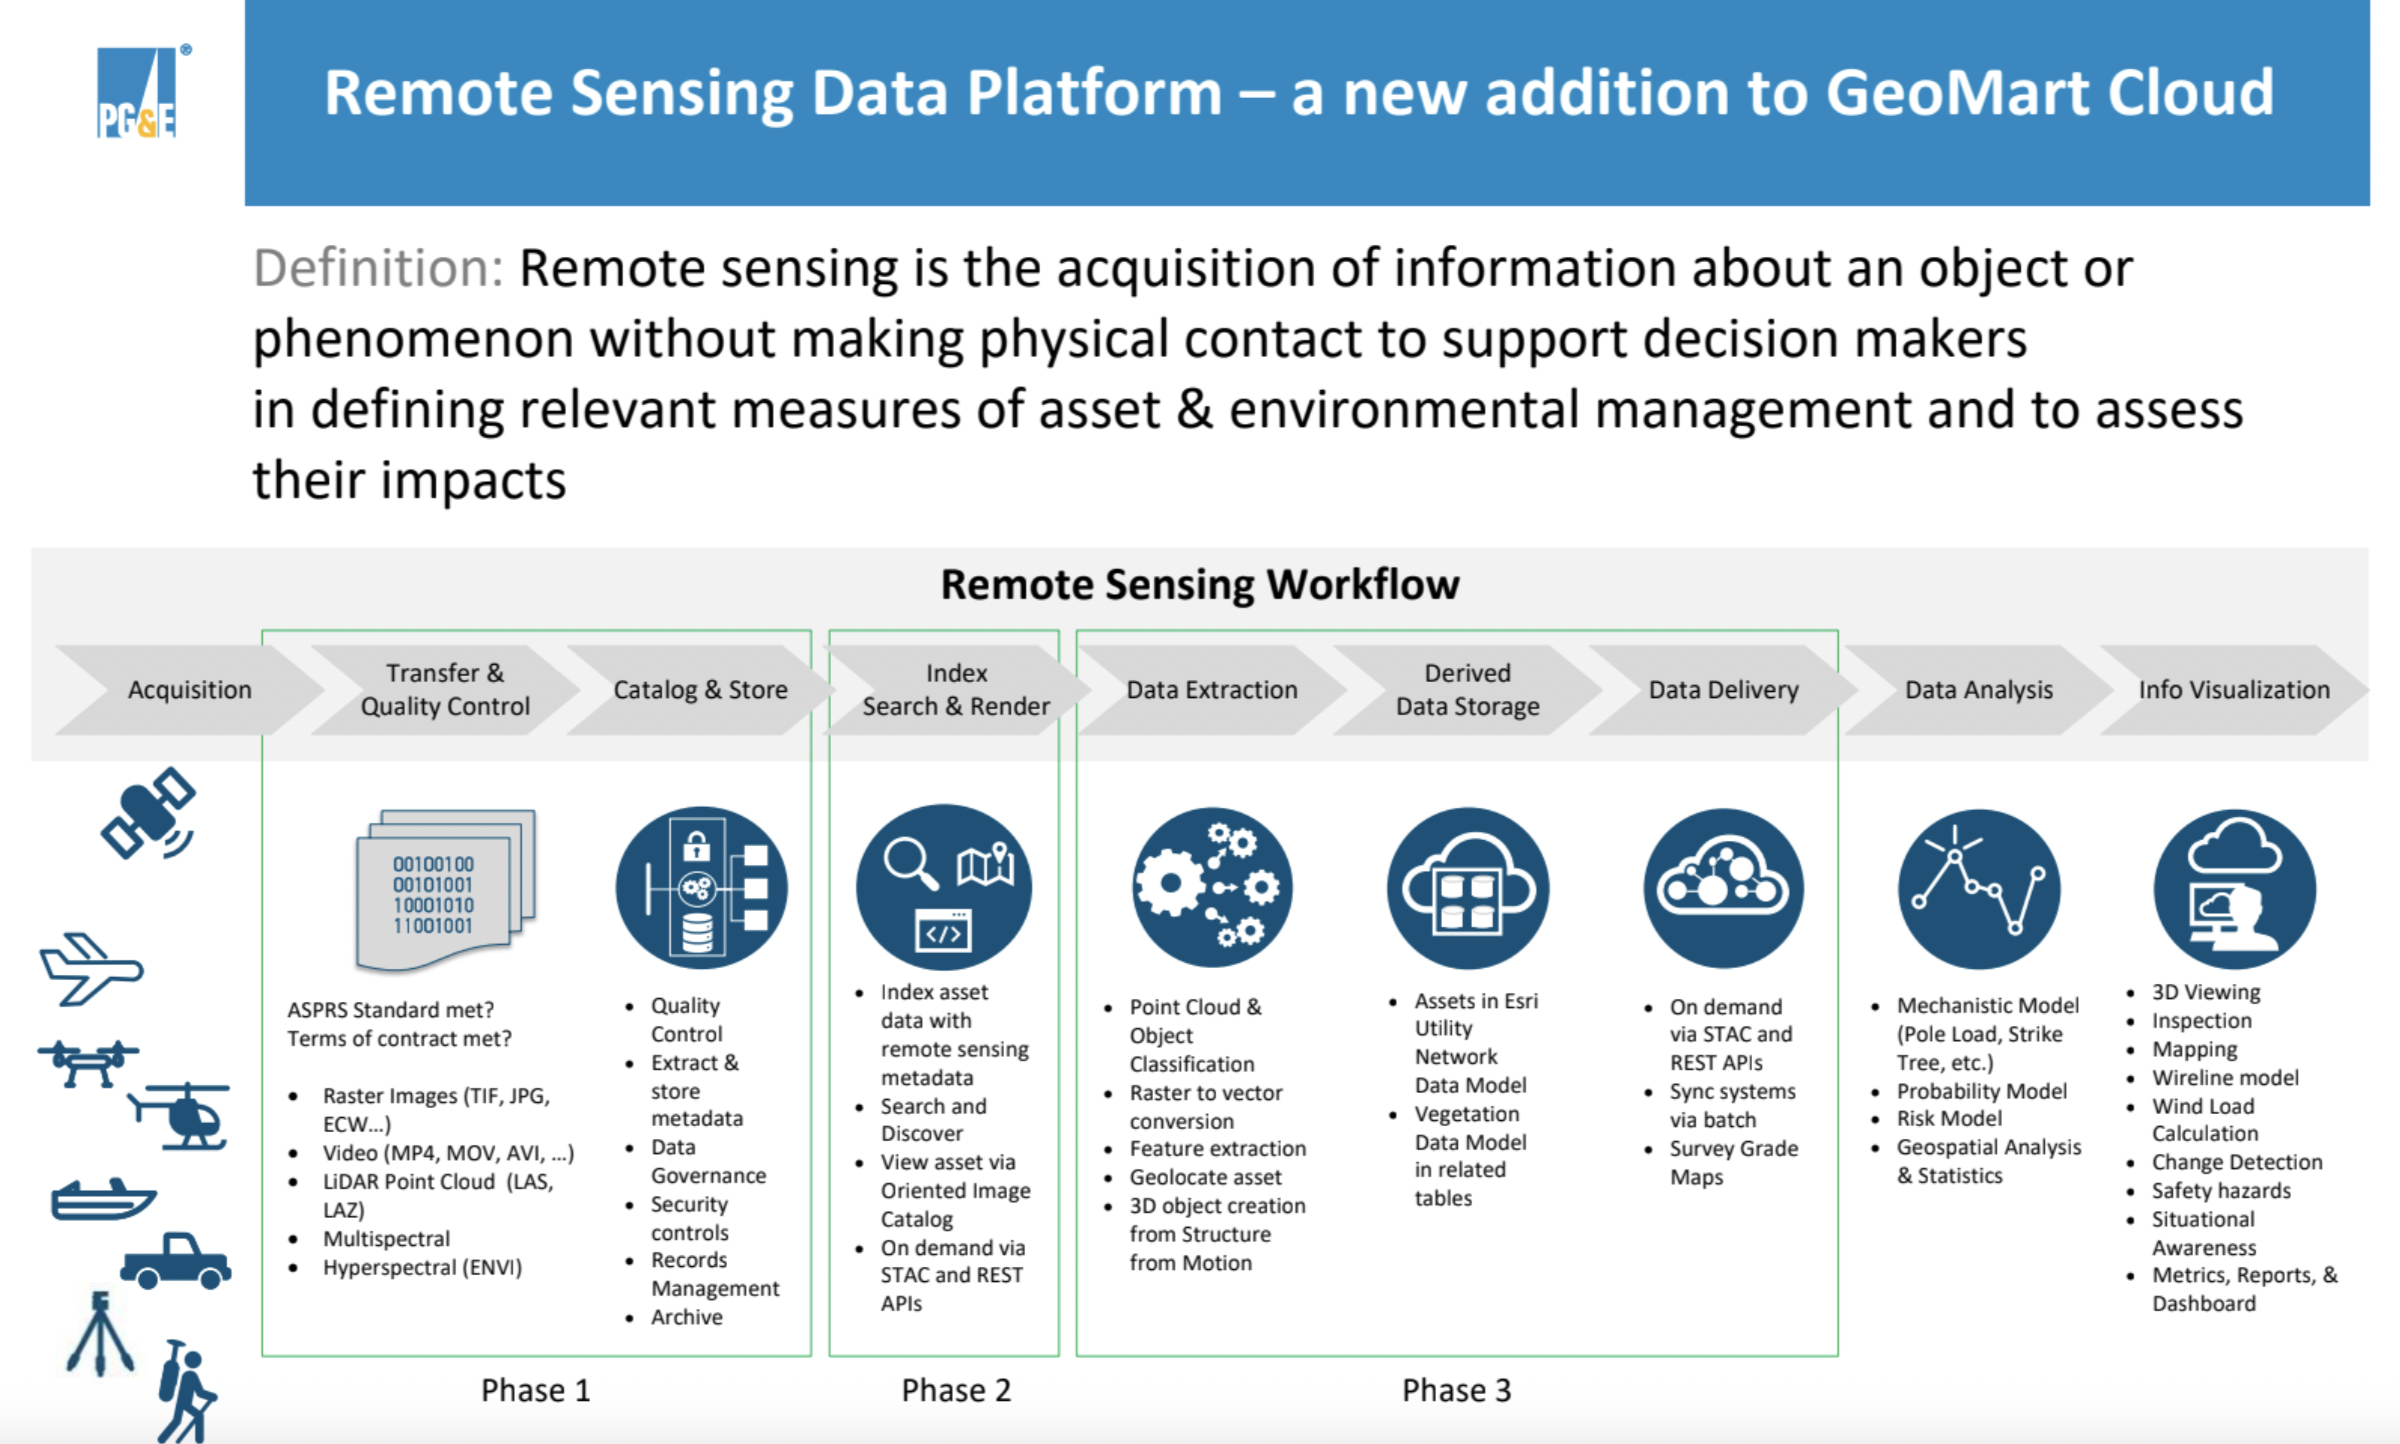 PG&E®
Remote Sensing Data Platform – a new addition to GeoMart Cloud
Definition: Remote sensing is the acquisition of information about an object or
phenomenon without making physical contact to support decision makers
in defining relevant measures of asset & environmental management and to assess
their impacts
Remote Sensing Workflow
Acquisition
Transfer &
Quality Control
Catalog & Store
Index
Search & Render
Data Extraction
Derived
Data Storage
Data Delivery
Data Analysis
Info Visualization
00100100
00101001
10001010
11001001
ASPRS Standard met?
Terms of contract met?
• Raster Images (TIF, JPG,
ECW...)
• Video (MP4, MOV, AVI, ...)
• LiDAR Point Cloud (LAS,
LAZ)
• Multispectral
• Hyperspectral (ENVI)
• Quality
Control
• Extract &
store
metadata
• Data
Governance
• Security
controls
• Records
Management
• Archive
</>
• Index asset
data with
remote sensing
metadata
• Search and
Discover
• View asset via
Oriented Image
Catalog
• On demand via
STAC and REST
APIs
• Point Cloud &
Object
Classification
• Raster to vector
conversion
• Feature extraction
• Geolocate asset
• 3D object creation
from Structure
from Motion
• Assets in Esri
Utility
Network
Data Model
• Vegetation
Data Model
in related
tables
• On demand
via STAC and
REST APIs
• Sync systems
via batch
• Survey Grade
Maps
• Mechanistic Model
(Pole Load, Strike
Tree, etc.)
• Probability Model
• Risk Model
• Geospatial Analysis
& Statistics
• 3D Viewing
• Inspection
• Mapping
• Wireline model
• Wind Load
Calculation
• Change Detection
• Safety hazards
• Situational
Awareness
• Metrics, Reports, &
Dashboard
Phase 1
Phase 2
Phase 3